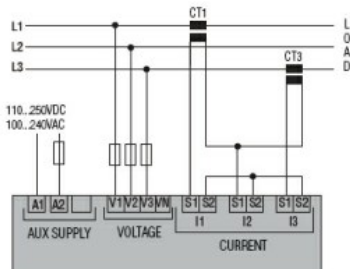 CT1
L1
L
L2
O
CT3
A
L3
D
110...250VDC
100...240VAC
A1 A2 V1 V2 V3 VN S1 S2 S1 S2 S1 S2
I1 I2 I3
AUX SUPPLY VOLTAGE CURRENT